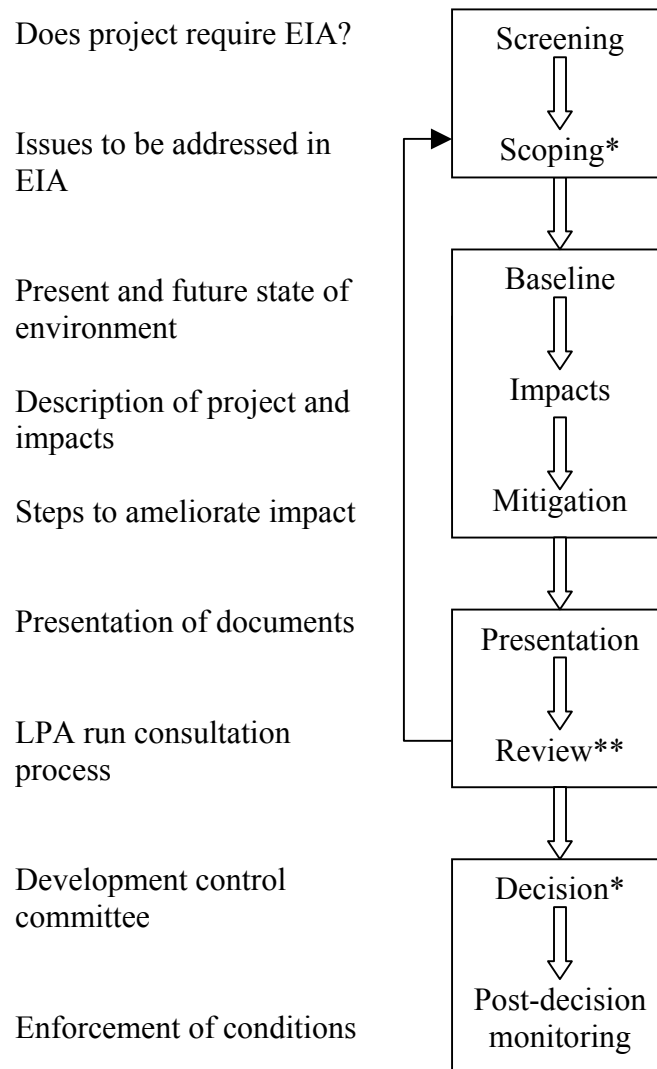 Does project require EIA?
Screening
Issues to be addressed in
EIA
Scoping*
Present and future state of
environment
Baseline
Description of project and
impacts
Impacts
Steps to ameliorate impact
Mitigation
Presentation of documents
Presentation
LPA run consultation
process
Review**
Development control
committee
Decision*
Enforcement of conditions
Post-decision
monitoring